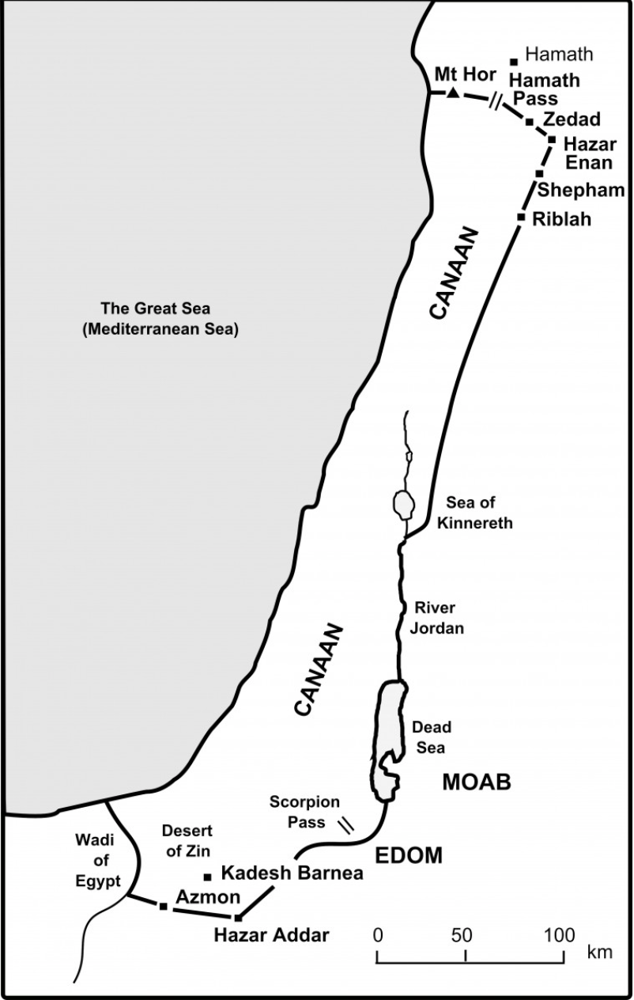 Hamath
Mt Hor
Hamath
Pass
Zedad
Hazar
Enan
Shepham
Riblah
CANAAN
The Great Sea
(Mediterranean Sea)
Sea of
Kinnereth
River
Jordan
CANAAN
Dead
Sea
MOAB
Scorpion
Pass
Wadi
of
Egypt
Desert
of Zin
EDOM
Kadesh Barnea
Azmon
Hazar Addar
0 50 100
km